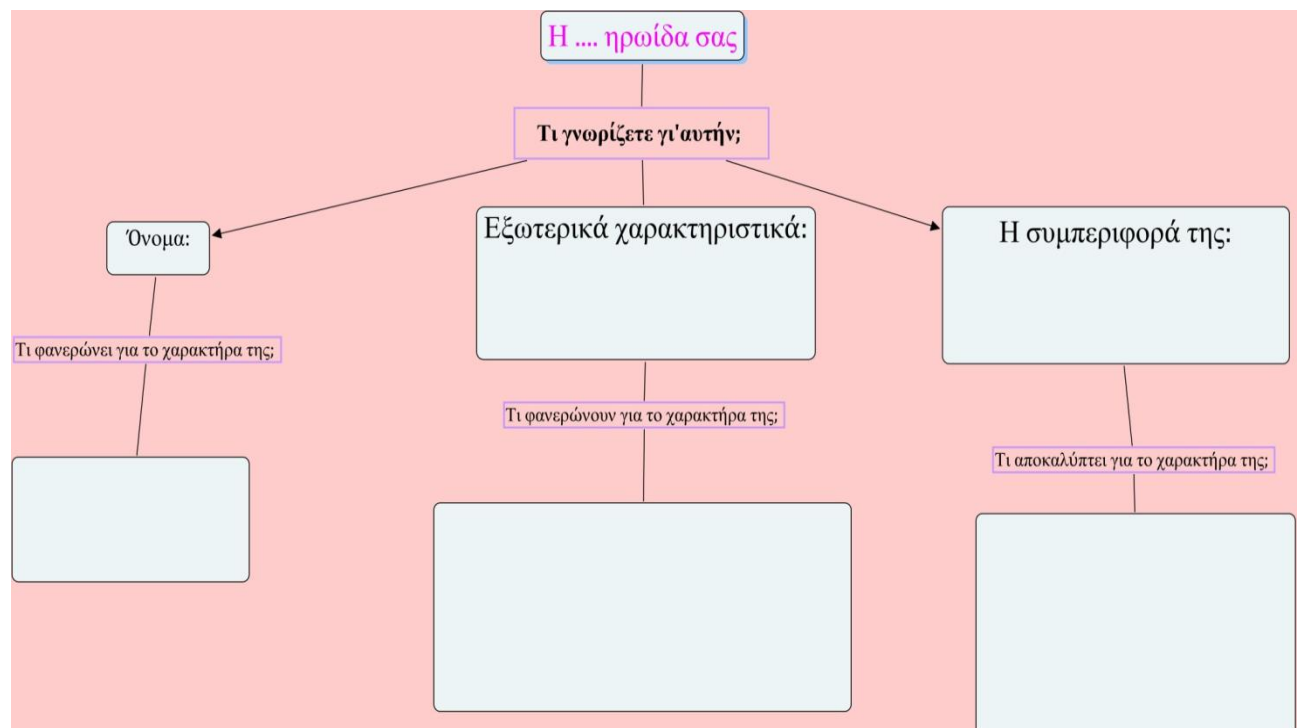 Η .... ηρωίδα σας
Τι γνωρίζετε γι'αυτήν;
Όνομα:
Εξωτερικά χαρακτηριστικά:
Η συμπεριφορά της:
Τι φανερώνει για το χαρακτήρα της;
Τι φανερώνουν για το χαρακτήρα της;
Τι αποκαλύπτει για το χαρακτήρα της;